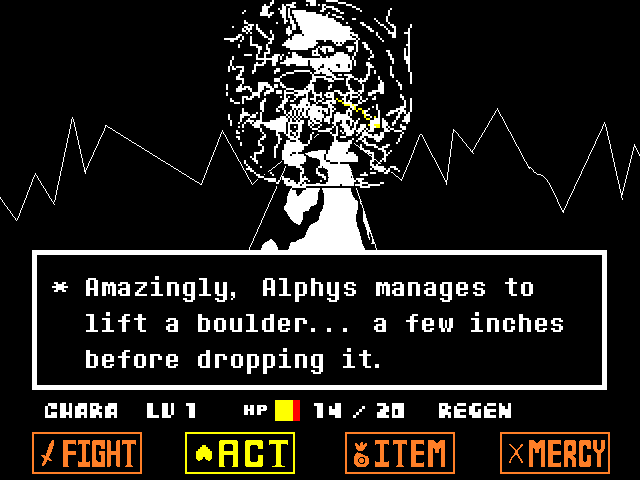 * Amazingly, Alphys manages to
lift a boulder... a few inches
before dropping it.
CHARA LV 1 HP 14 / 20 REGEN
FIGHT ACT ITEM MERCY